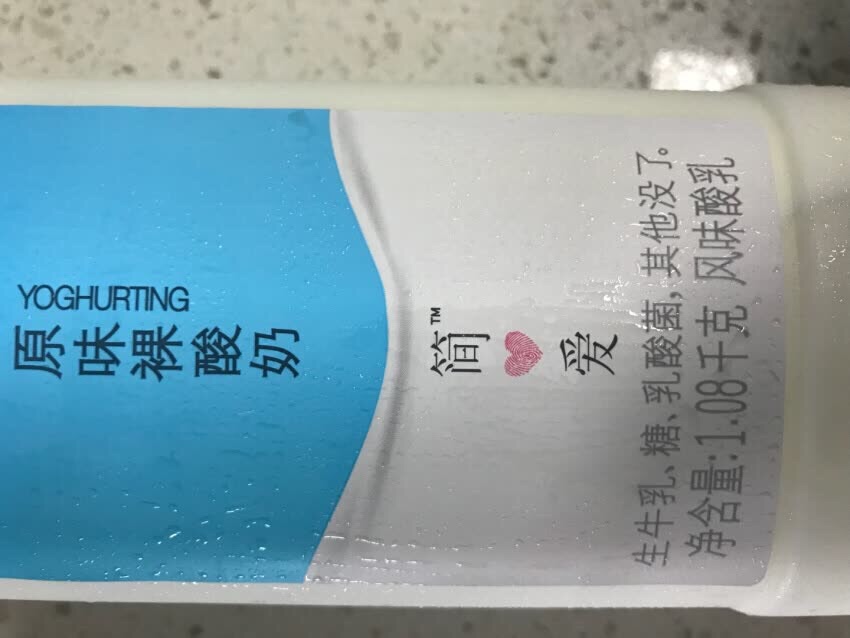 简爱™
YOGHURTING
原味裸酸奶
生牛乳、糖、乳酸菌,其他没了。
净含量:1.08千克 风味酸乳